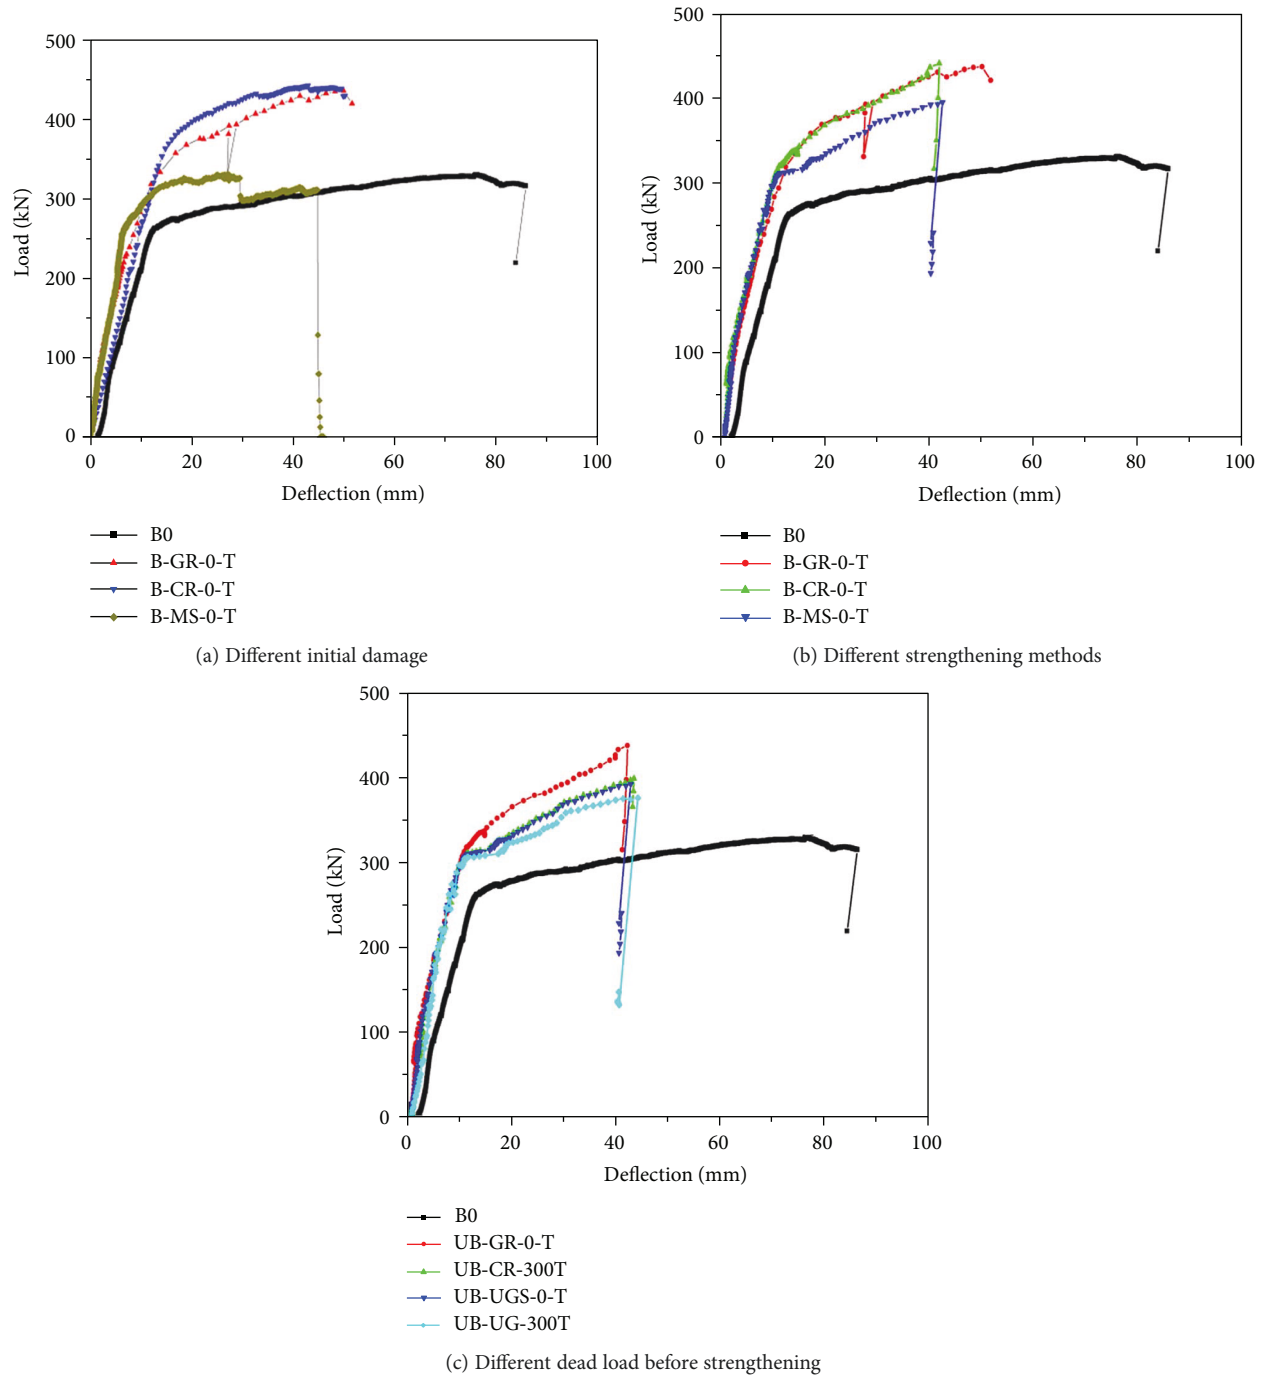 500
400
300
200
100
0
Load (kN)
0 20 40 60 80 100
Deflection (mm)
B0
B-GR-0-T
B-CR-0-T
B-MS-0-T
(a) Different initial damage
500
400
300
200
100
0
Load (kN)
0 20 40 60 80 100
Deflection (mm)
B0
B-GR-0-T
B-CR-0-T
B-MS-0-T
(b) Different strengthening methods
500
400
300
200
100
0
Load (kN)
0 20 40 60 80 100
Deflection (mm)
B0
UB-GR-0-T
UB-CR-300T
UB-UGS-0-T
UB-UG-300T
(c) Different dead load before strengthening